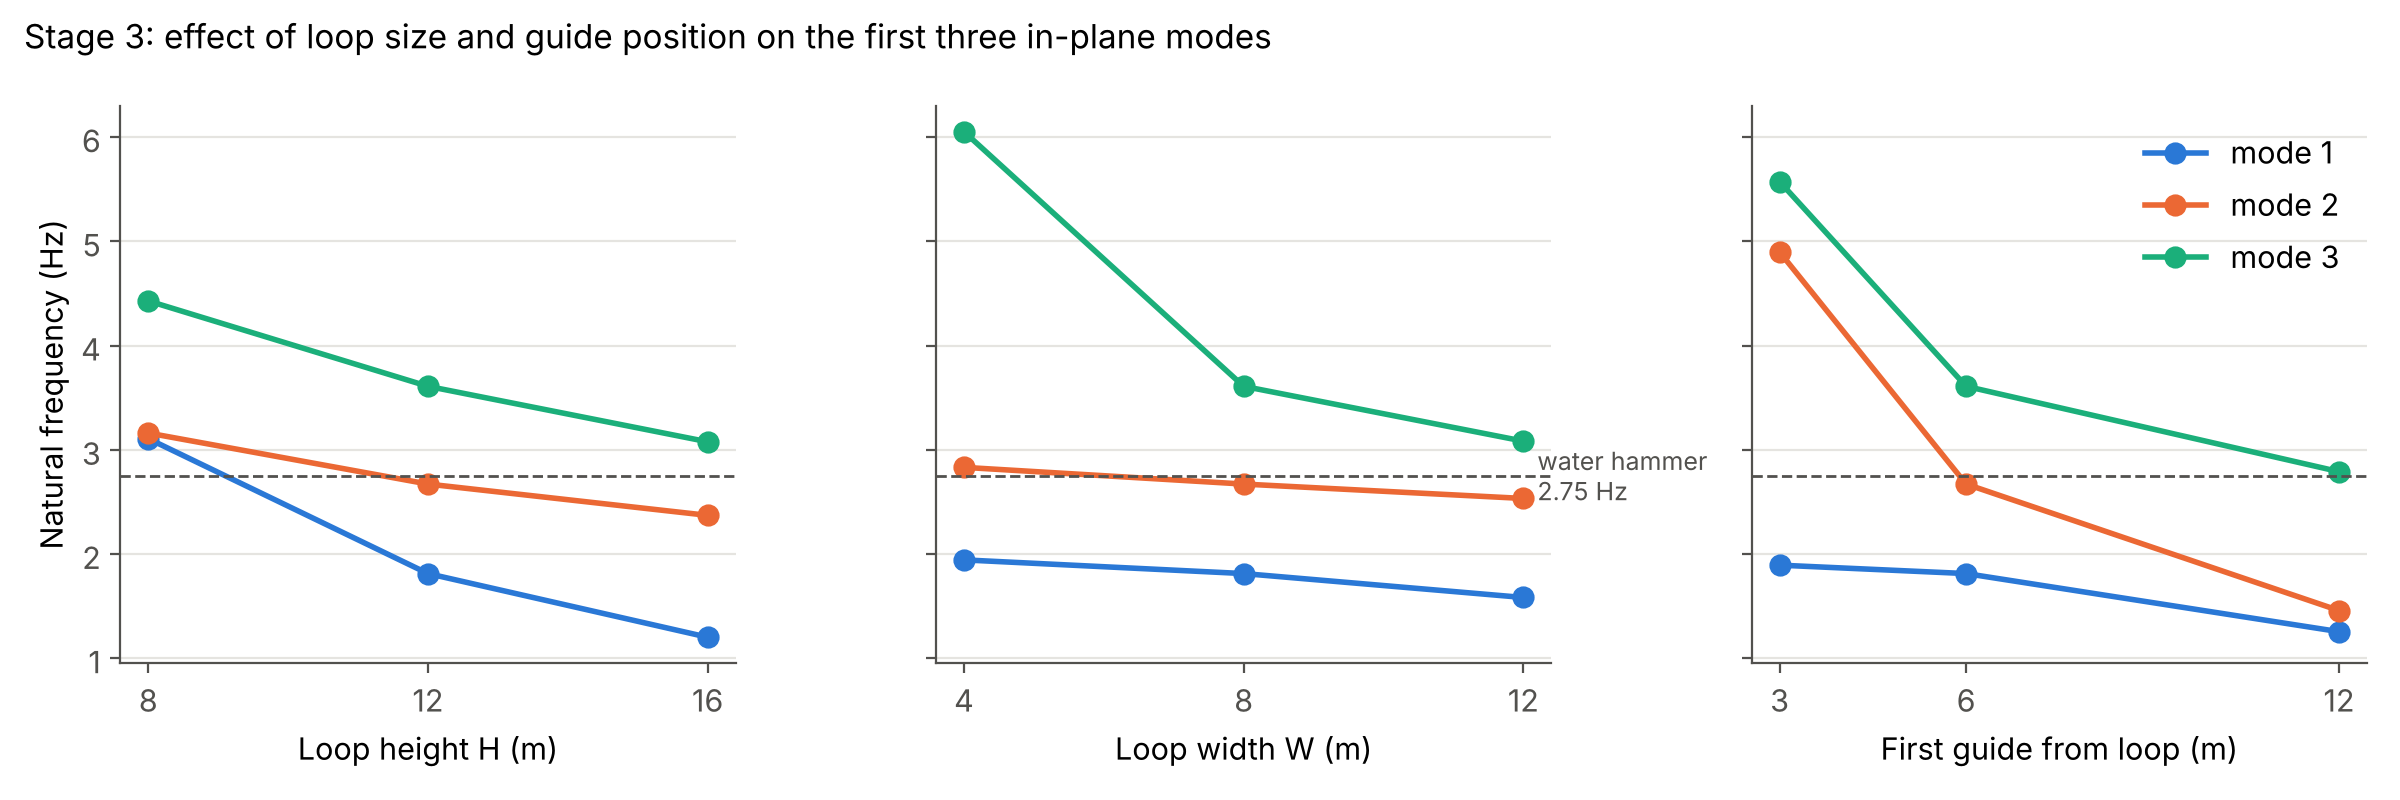 Stage 3: effect of loop size and guide position on the first three in-plane modes
Natural frequency (Hz)
6
5
4
3
2
1
8 12 16
Loop height H (m)
water hammer
2.75 Hz
4 8 12
Loop width W (m)
mode 1
mode 2
mode 3
3 6 12
First guide from loop (m)